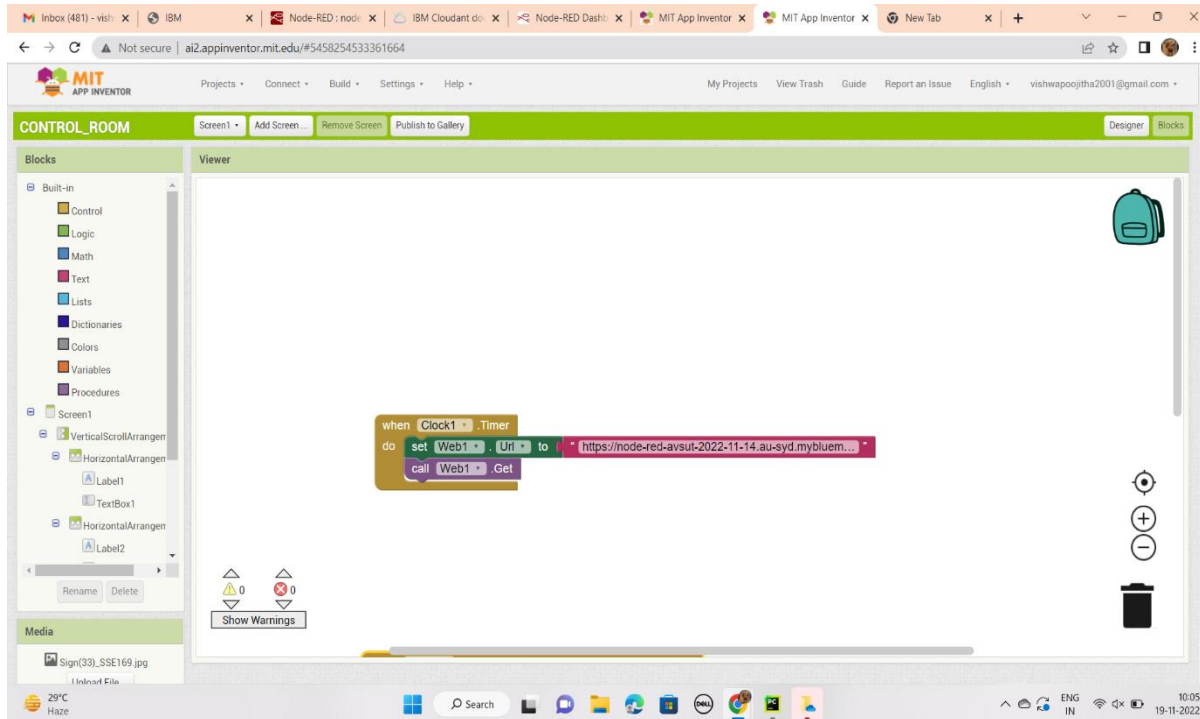 Inbox (481) - vish
IBM
Node-RED : node
IBM Cloudant do
Node-RED Dashb
MIT App Inventor
MIT App Inventor
New Tab
Not secure
ai2.appinventor.mit.edu/#5458254533361664
MIT
APP INVENTOR
Projects
Connect
Build
Settings
Help
My Projects
View Trash
Guide
Report an Issue
English
vishwapoojitha2001@gmail.com
CONTROL_ROOM
Screen1
Add Screen ...
Remove Screen
Publish to Gallery
Designer
Blocks
Blocks
Viewer
Built-in
Control
Logic
Math
Text
Lists
Dictionaries
Colors
Variables
Procedures
Screen1
VerticalScrollArrangem
HorizontalArrangem
Label1
TextBox1
HorizontalArrangem
Label2
Rename
Delete
Media
Sign(33)_SSE169.jpg
Upload File
when Clock1 .Timer
do set Web1 . Url to " https://node-red-avsut-2022-11-14.au-syd.mybluem... "
call Web1 .Get
0
0
Show Warnings
29°C
Haze
Search
DELL
PC
ENG
IN
10:05
19-11-2022